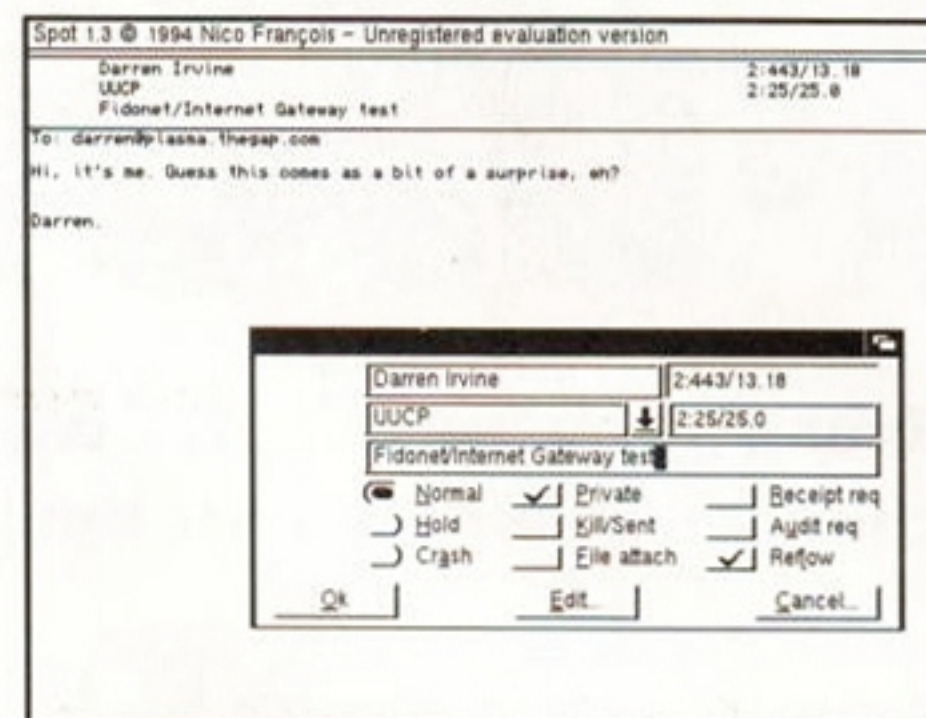 Spot 1.3 © 1994 Nico François – Unregistered evaluation version
Darren Irvine 2:443/13.18
UUCP 2:25/25.0
Fidonet/Internet Gateway test
To: darren@plasma.thegap.com
Hi, it's me. Guess this comes as a bit of a surprise, eh?
Darren.
Darren Irvine 2:443/13.18
UUCP 2:25/25.0
Fidonet/Internet Gateway test
Normal Private Receipt req
Hold Kill/Sent Audit req
Crash File attach Reflow
Ok Edit... Cancel...